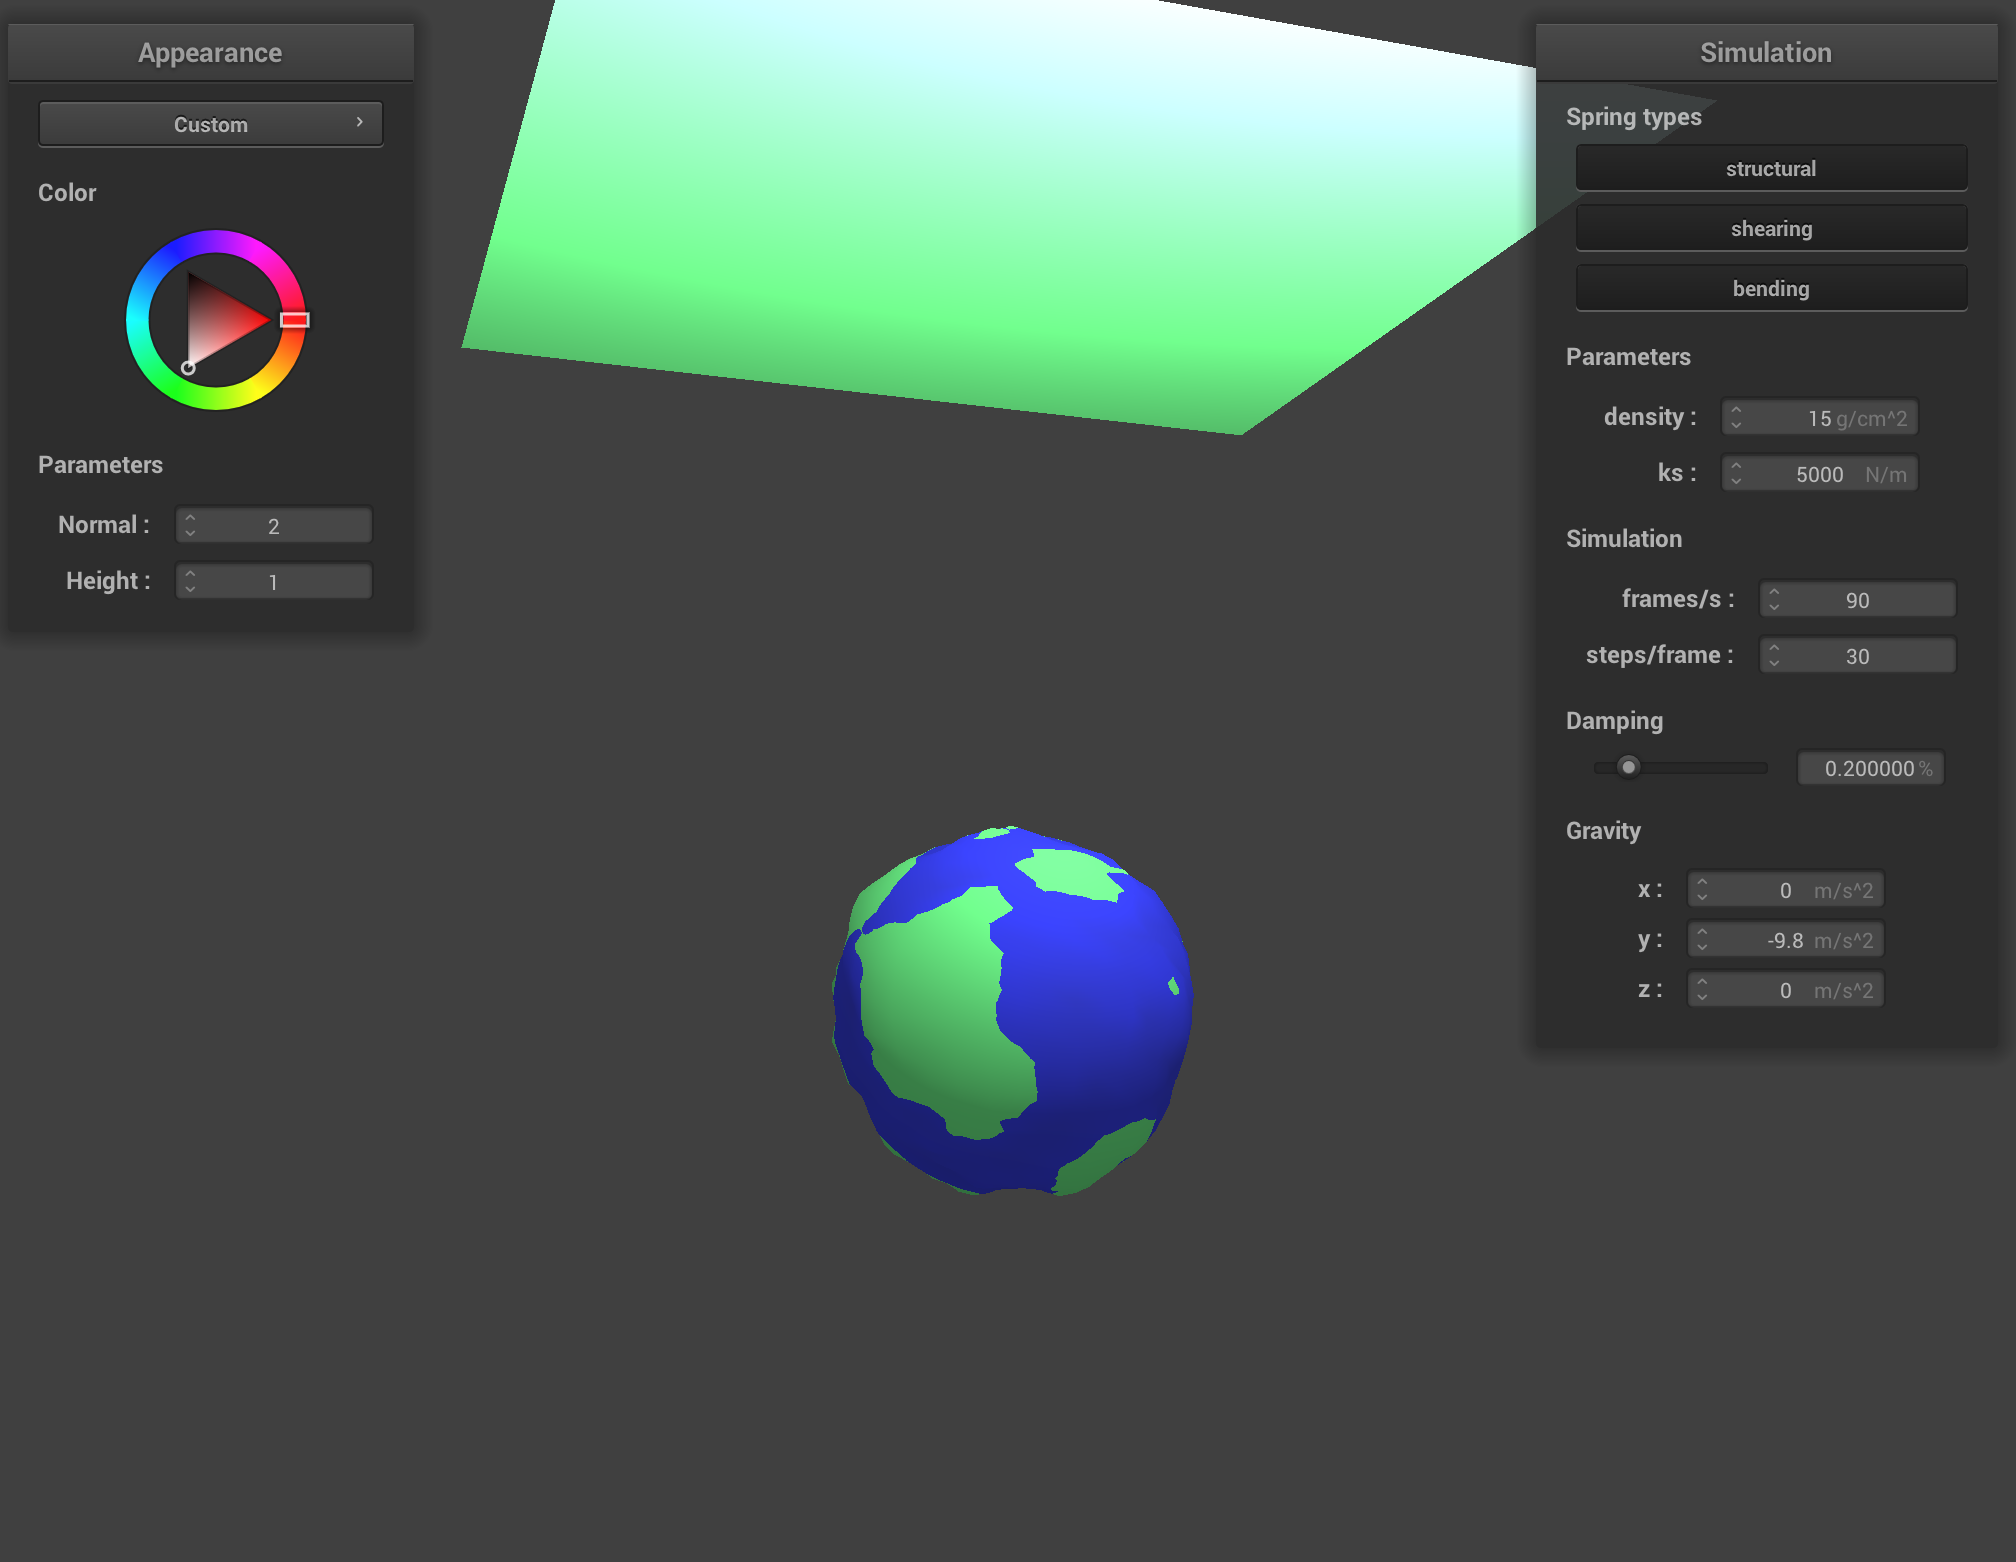 Appearance
Custom
Color
Parameters
Normal : 2
Height : 1
Simulation
Spring types
structural
shearing
bending
Parameters
density : 15 g/cm^2
ks : 5000 N/m
Simulation
frames/s : 90
steps/frame : 30
Damping
0.200000 %
Gravity
x : 0 m/s^2
y : -9.8 m/s^2
z : 0 m/s^2